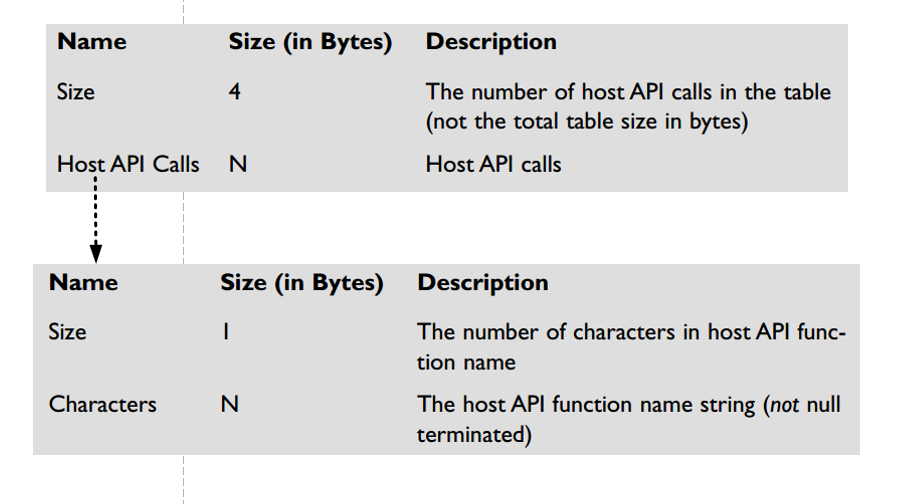 Name Size (in Bytes) Description
Size 4 The number of host API calls in the table
(not the total table size in bytes)
Host API Calls N Host API calls
Name Size (in Bytes) Description
Size 1 The number of characters in host API func-
tion name
Characters N The host API function name string (not null
terminated)